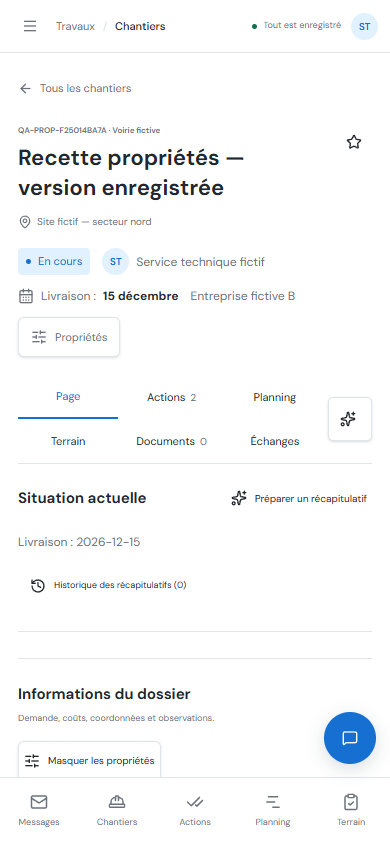 Travaux / Chantiers
Tout est enregistré
ST
Tous les chantiers
QA-PROP-F25014BA7A · Voirie fictive
Recette propriétés —
version enregistrée
Site fictif — secteur nord
En cours
ST Service technique fictif
Livraison : 15 décembre Entreprise fictive B
Propriétés
Page Actions 2 Planning
Terrain Documents 0 Échanges
Situation actuelle
Préparer un récapitulatif
Livraison : 2026-12-15
Historique des récapitulatifs (0)
Informations du dossier
Demande, coûts, coordonnées et observations.
Masquer les propriétés
Messages Chantiers Actions Planning Terrain